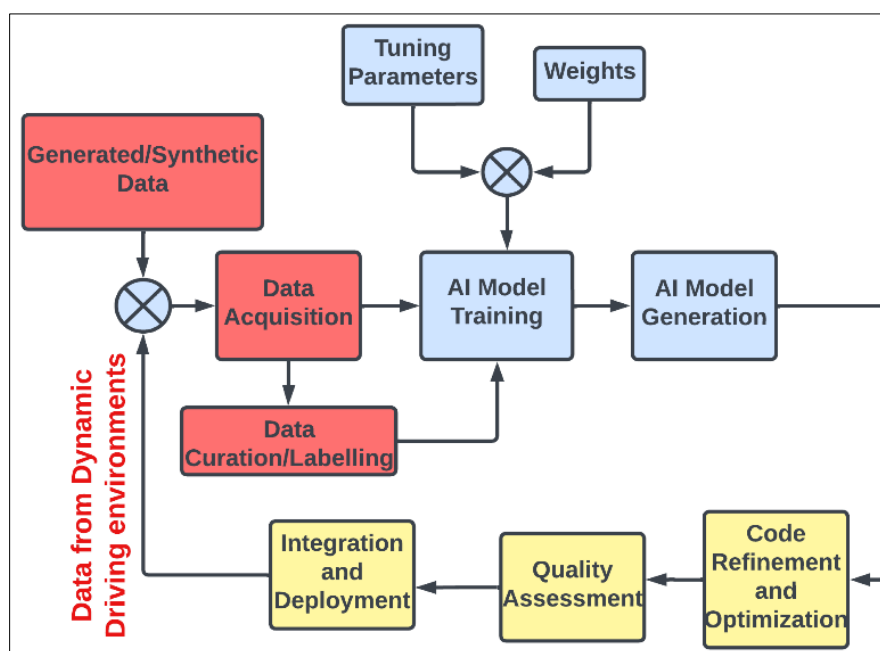 Tuning
Parameters
Weights
Generated/Synthetic
Data
Data
Acquisition
AI Model
Training
AI Model
Generation
Data
Curation/Labelling
Data from Dynamic
Driving environments
Integration
and
Deployment
Quality
Assessment
Code
Refinement
and
Optimization